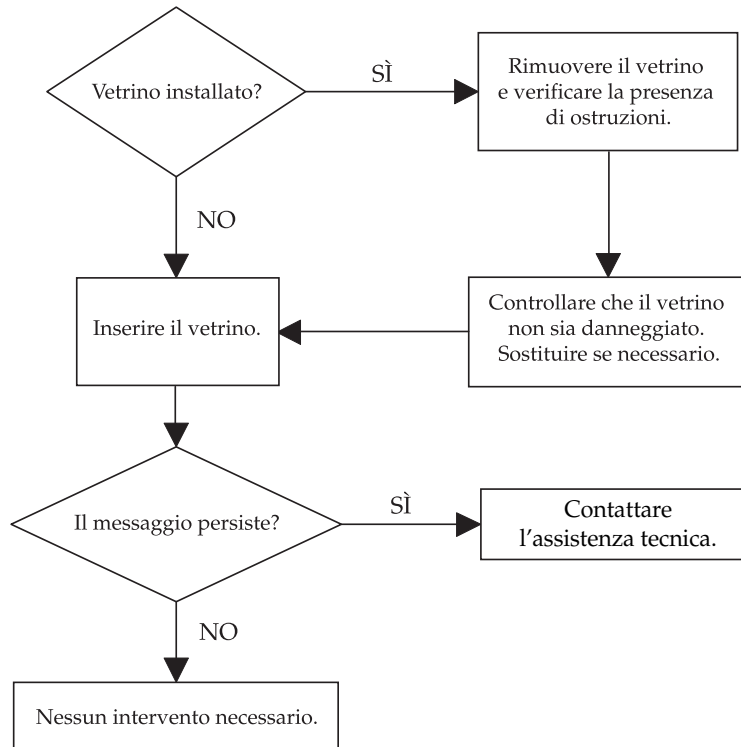 Vetrino installato?
SÌ
Rimuovere il vetrino
e verificare la presenza
di ostruzioni.
NO
Inserire il vetrino.
Controllare che il vetrino
non sia danneggiato.
Sostituire se necessario.
Il messaggio persiste?
SÌ
Contattare
l’assistenza tecnica.
NO
Nessun intervento necessario.